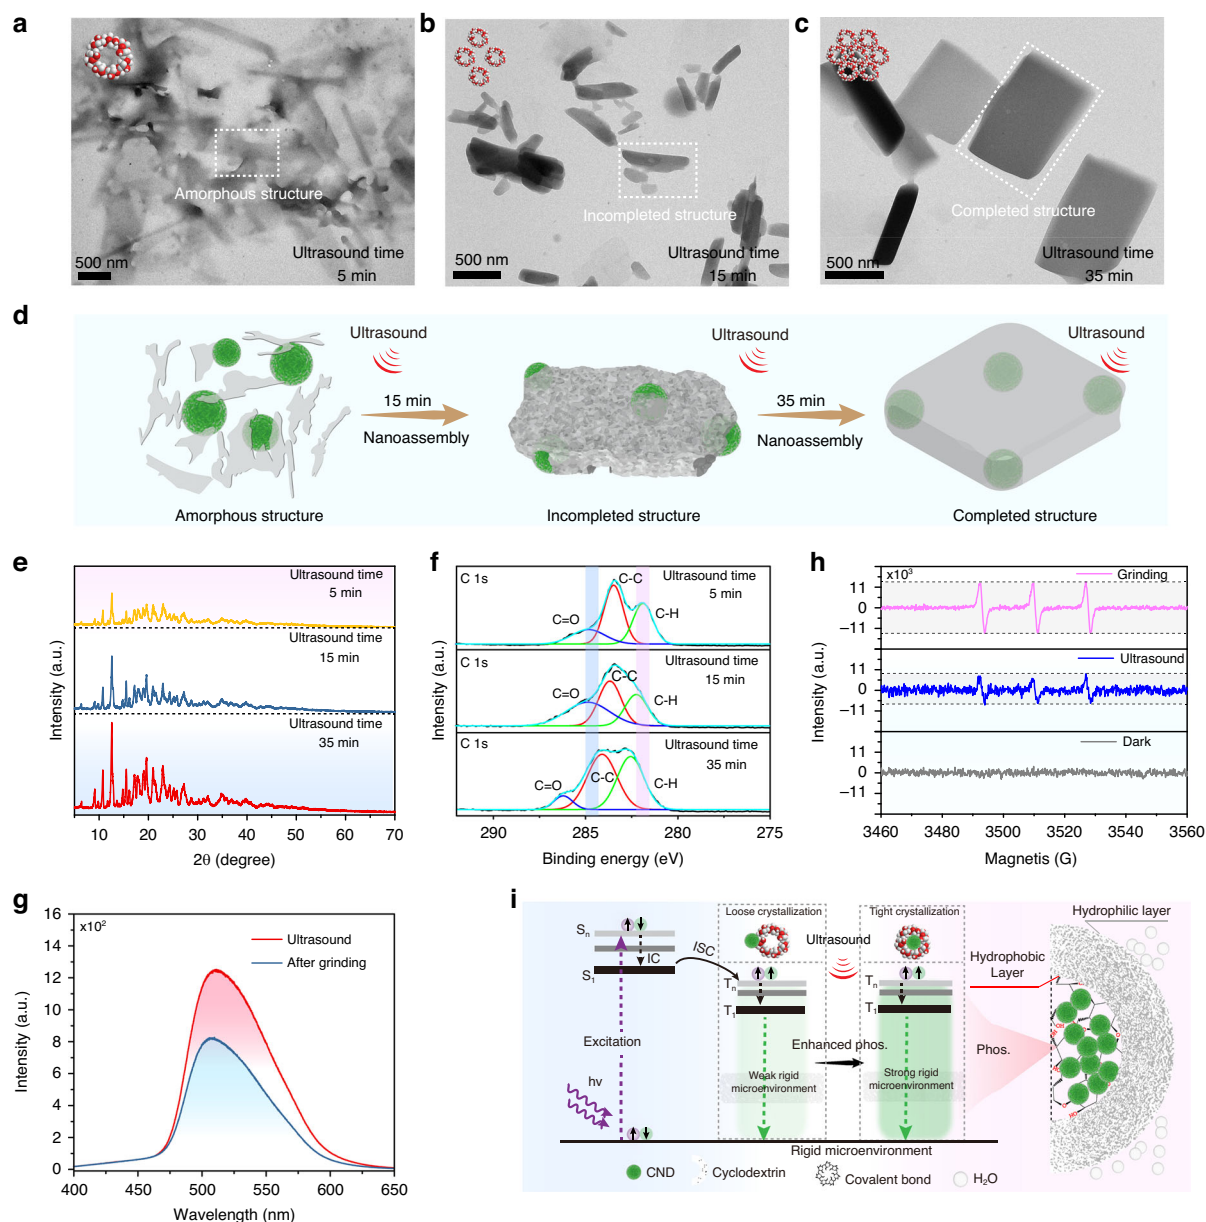 a
Amorphous structure
Ultrasound time
5 min
500 nm
b
Incompleted structure
Ultrasound time
15 min
500 nm
c
Completed structure
Ultrasound time
35 min
500 nm
d
Ultrasound
Ultrasound
Ultrasound
15 min
Nanoassembly
35 min
Nanoassembly
Amorphous structure
Incompleted structure
Completed structure
e
Intensity (a.u.)
Ultrasound time
5 min
Ultrasound time
15 min
Ultrasound time
35 min
10 20 30 40 50 60 70
2θ (degree)
f
Intensity (a.u.)
C 1s
C-C
C=O
C-H
Ultrasound time
5 min
C 1s
C-C
C=O
C-H
Ultrasound time
15 min
C 1s
C-C
C=O
C-H
Ultrasound time
35 min
290 285 280 275
Binding energy (eV)
h
Intensity (a.u.)
x10³
11
0
−11
Grinding
11
0
−11
Ultrasound
11
0
−11
Dark
3460 3480 3500 3520 3540 3560
Magnetis (G)
g
x10²
16
14
12
10
8
6
4
2
0
Intensity (a.u.)
Ultrasound
After grinding
400 450 500 550 600 650
Wavelength (nm)
i
Sn
IC
S1
ISC
Excitation
hv
Loose crystallization
Tn
T1
Weak rigid
microenvironment
Ultrasound
Enhanced phos.
Tight crystallization
Tn
T1
Strong rigid
microenvironment
Rigid microenvironment
Hydrophilic layer
Hydrophobic
Layer
Phos.
CND
Cyclodextrin
Covalent bond
H₂O